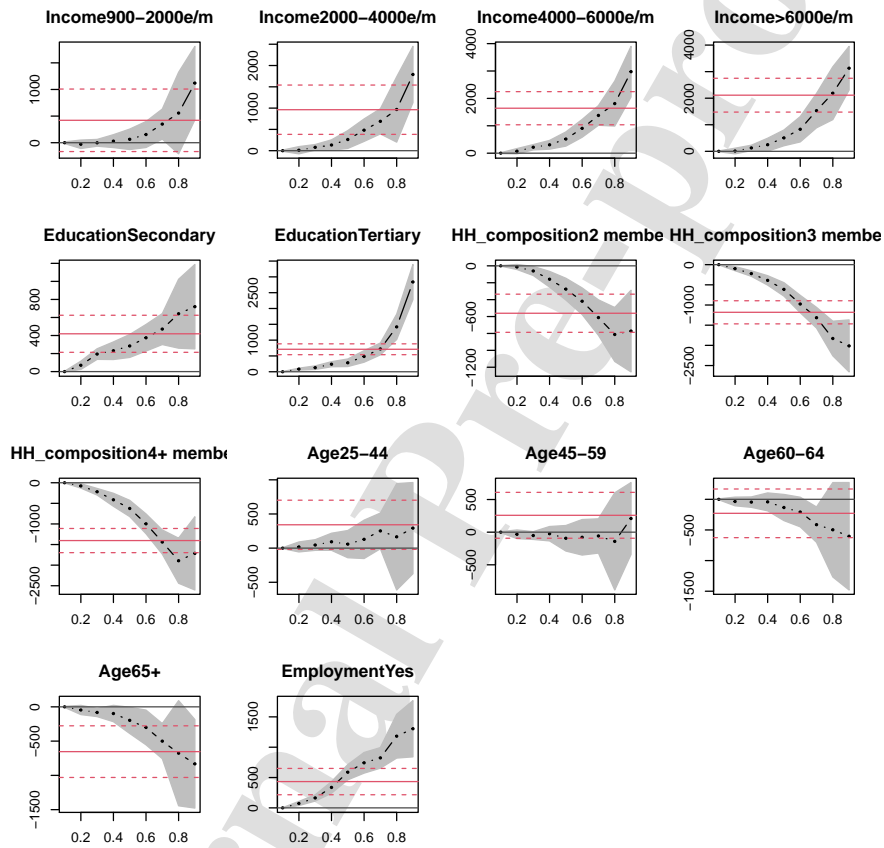 Income900−2000e/m Income2000−4000e/m Income4000−6000e/m Income>6000e/m
0 1000
0 1000 2000
0 2000 4000
0 1000 2000 3000 4000
0.2 0.4 0.6 0.8
0.2 0.4 0.6 0.8
0.2 0.4 0.6 0.8
0.2 0.4 0.6 0.8
EducationSecondary EducationTertiary HH_composition2 membe HH_composition3 membe
0 400 800
0 1000 2500
−1200 −600 0
−2500 −1000 0
0.2 0.4 0.6 0.8
0.2 0.4 0.6 0.8
0.2 0.4 0.6 0.8
0.2 0.4 0.6 0.8
HH_composition4+ membe Age25−44 Age45−59 Age60−64
−2500 −1000 0
−500 0 500
−500 0 500
−1500 −500
0.2 0.4 0.6 0.8
0.2 0.4 0.6 0.8
0.2 0.4 0.6 0.8
0.2 0.4 0.6 0.8
Age65+ EmploymentYes
−1500 −500 0
0 500 1500
0.2 0.4 0.6 0.8
0.2 0.4 0.6 0.8
rnal Pre-pro